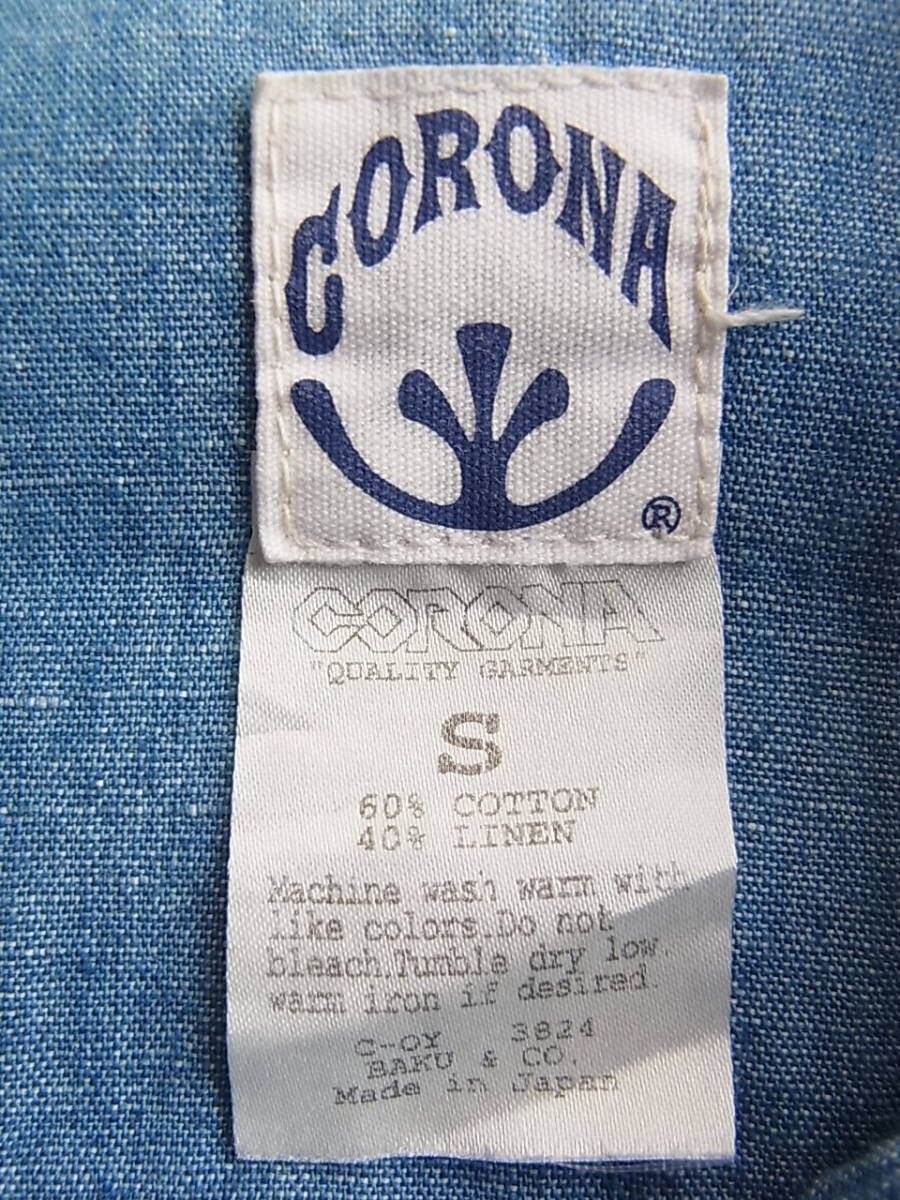 CORONA
®
CORONA
"QUALITY GARMENTS"
S
60% COTTON
40% LINEN
Machine wash warm with
like colors.Do not
bleach.Tumble dry low.
warm iron if desired.
C-OY 3824
BAKU & CO.
Made in Japan